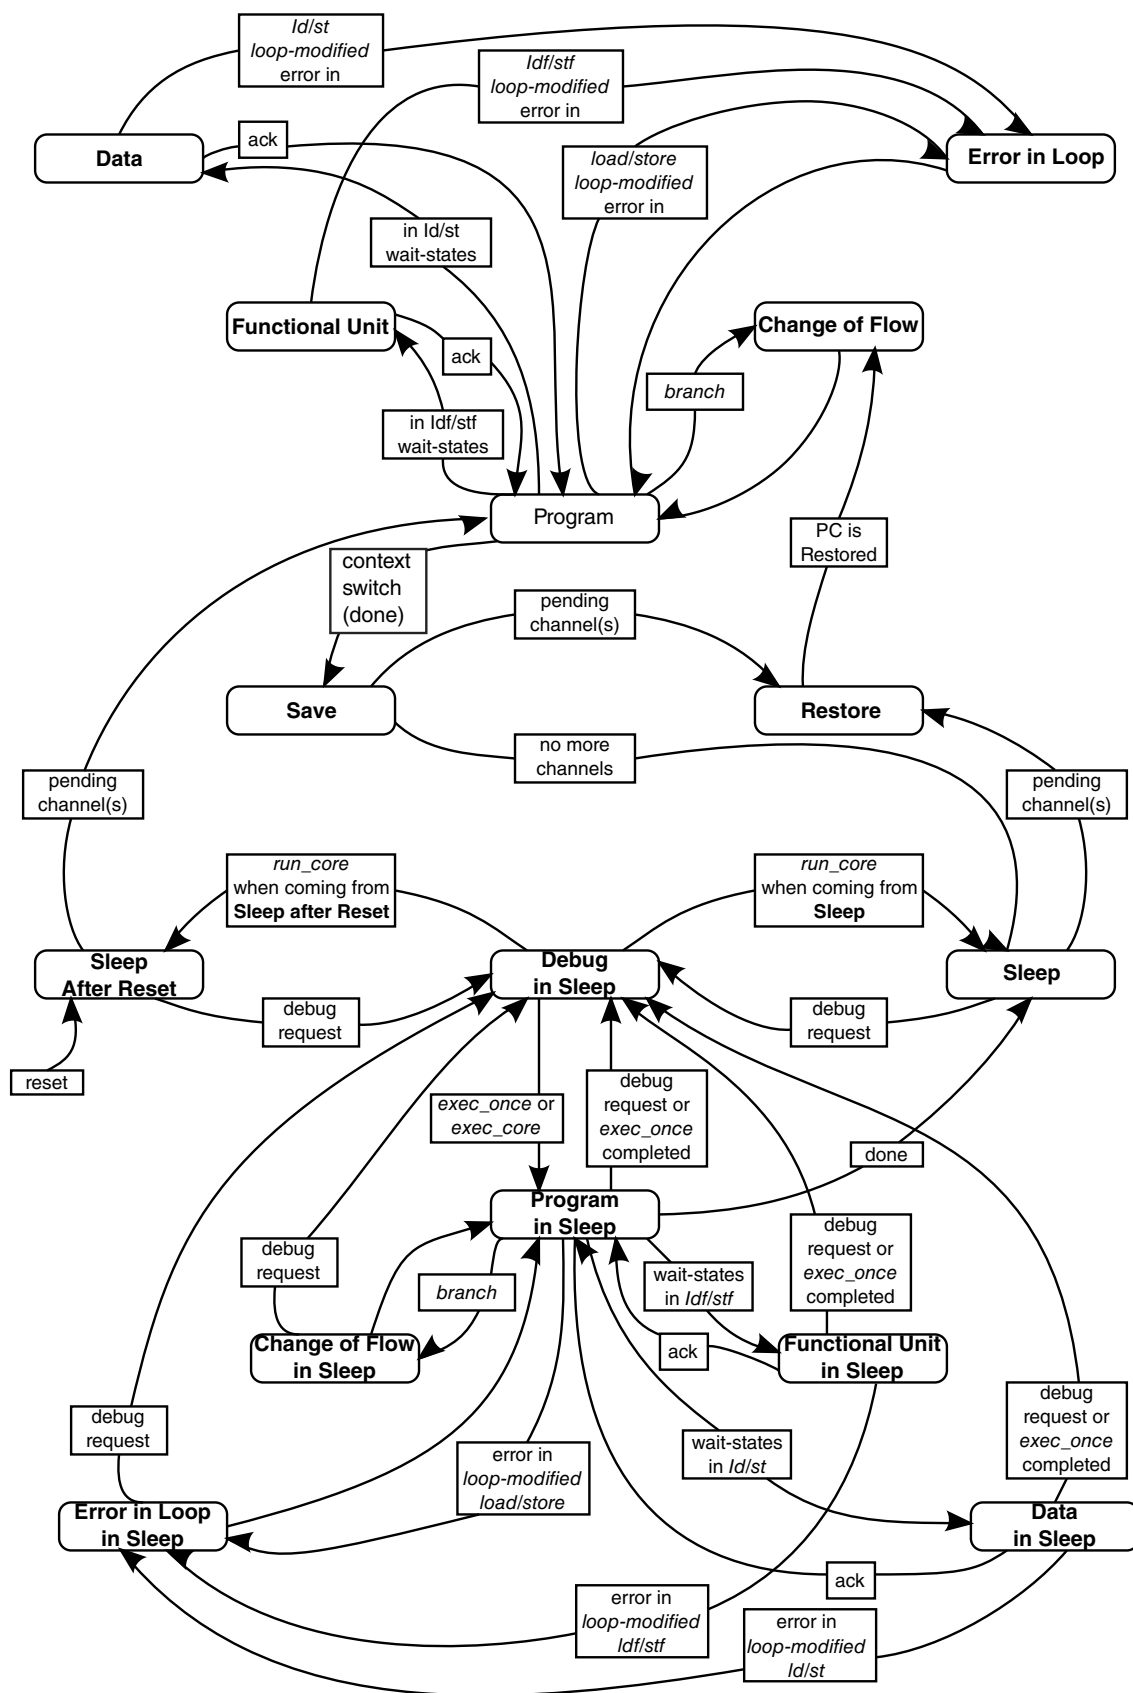 ld/st
loop-modified
error in
ldf/stf
loop-modified
error in
ack
Data
load/store
loop-modified
error in
Error in Loop
in ld/st
wait-states
Functional Unit
ack
Change of Flow
branch
in ldf/stf
wait-states
Program
PC is
Restored
context
switch
(done)
pending
channel(s)
Save
Restore
no more
channels
pending
channel(s)
pending
channel(s)
run_core
when coming from
Sleep after Reset
run_core
when coming from
Sleep
Sleep
After Reset
Debug
in Sleep
Sleep
debug
request
debug
request
reset
exec_once or
exec_core
debug
request or
exec_once
completed
done
Program
in Sleep
debug
request
branch
wait-states
in ldf/stf
debug
request or
exec_once
completed
Change of Flow
in Sleep
ack
Functional Unit
in Sleep
debug
request
error in
loop-modified
load/store
wait-states
in ld/st
debug
request or
exec_once
completed
Error in Loop
in Sleep
Data
in Sleep
ack
error in
loop-modified
ldf/stf
error in
loop-modified
ld/st